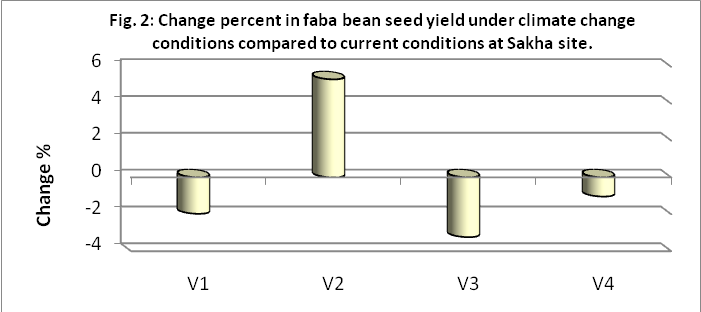 Fig. 2: Change percent in faba bean seed yield under climate change
conditions compared to current conditions at Sakha site.
6
4
2
0
-2
-4
Change %
V1 V2 V3 V4